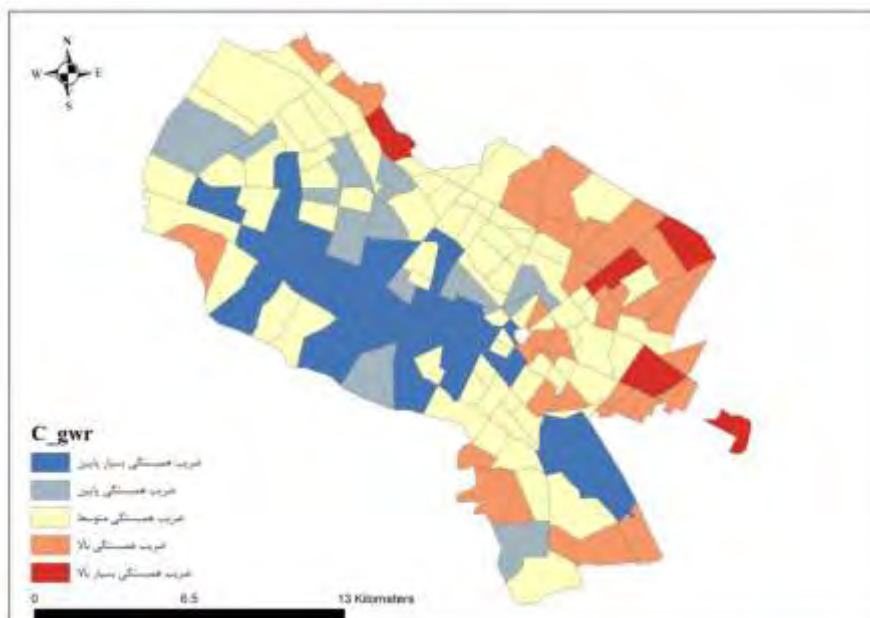 N
W E
S
C_gwr
ضریب همبستگی بسیار پایین
ضریب همبستگی پایین
ضریب همبستگی متوسط
ضریب همبستگی بالا
ضریب همبستگی بسیار بالا
0 6.5 13 Kilometers